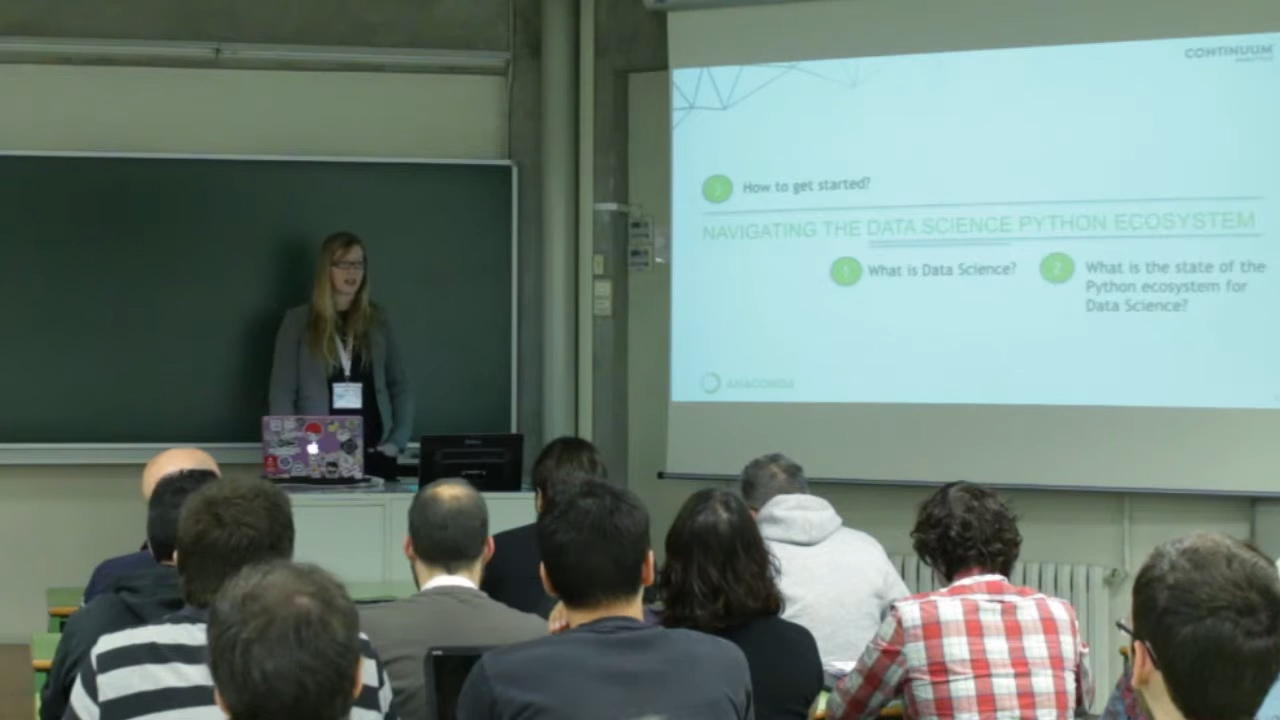 CONTINUUM
ANALYTICS
3 How to get started?
NAVIGATING THE DATA SCIENCE PYTHON ECOSYSTEM
1 What is Data Science?
2 What is the state of the
Python ecosystem for
Data Science?
ANACONDA